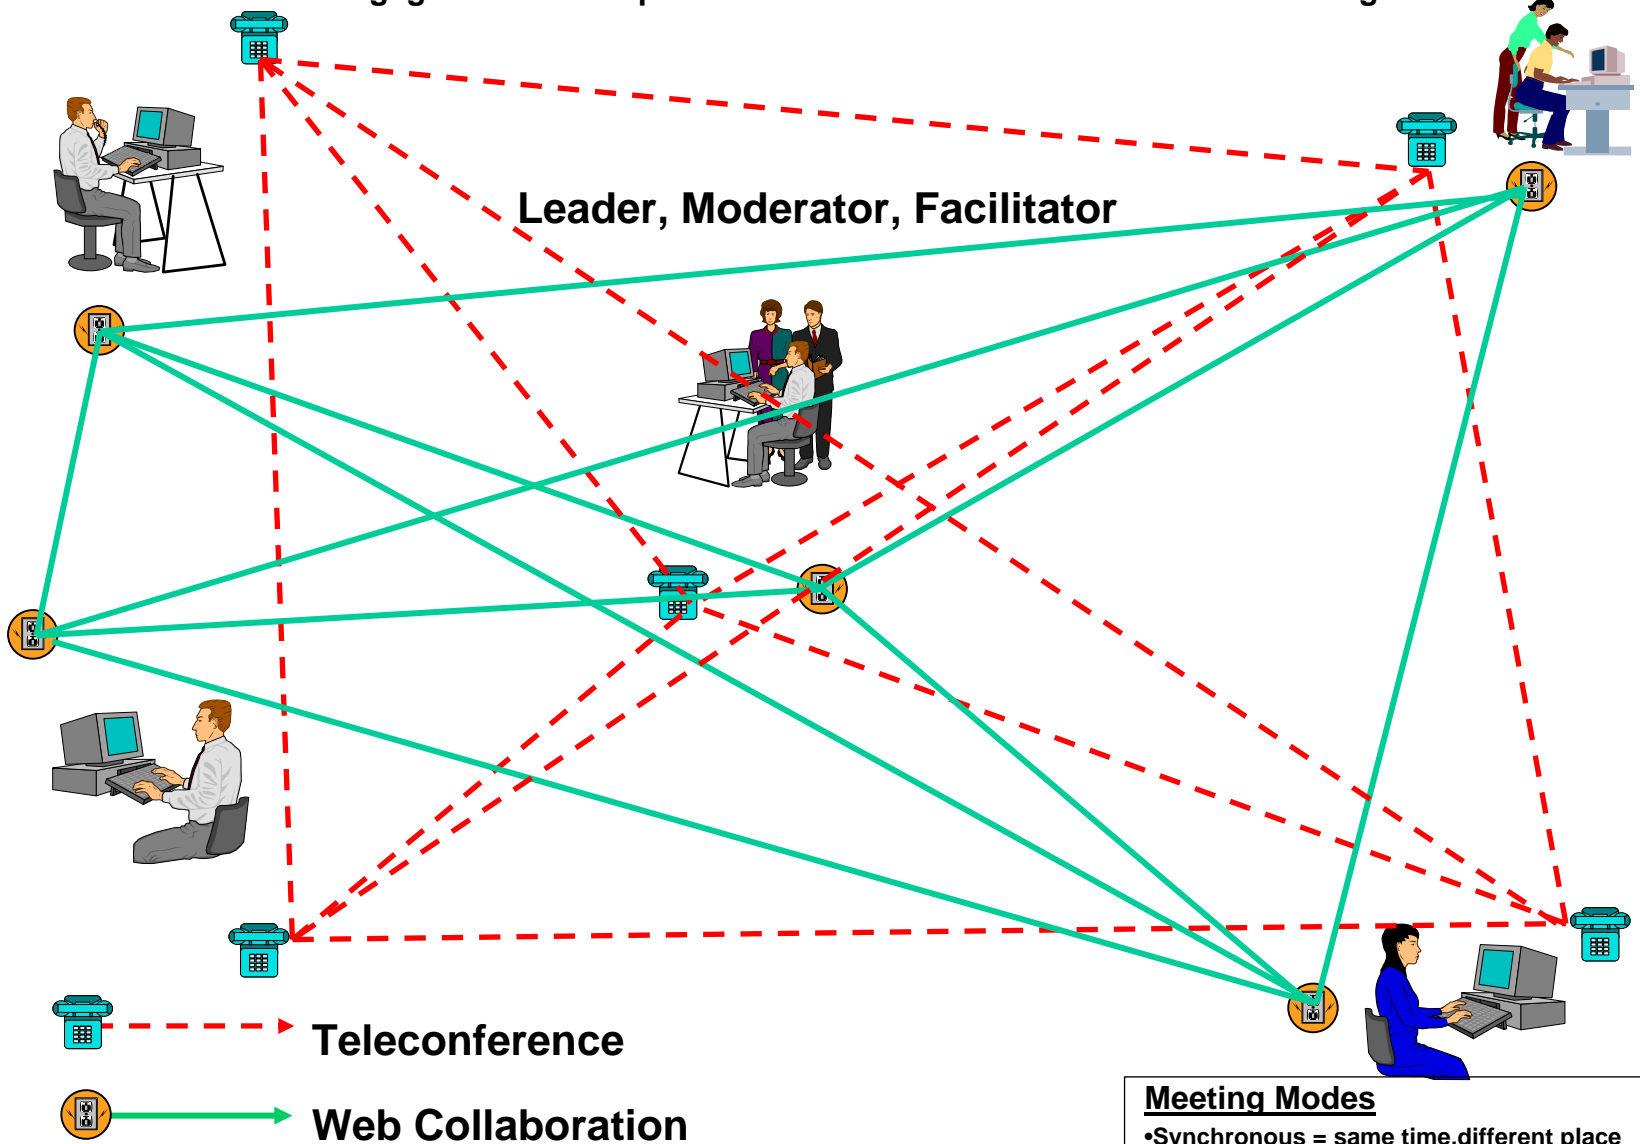 Leader, Moderator, Facilitator
Teleconference
Web Collaboration
Meeting Modes
•Synchronous = same time,different place